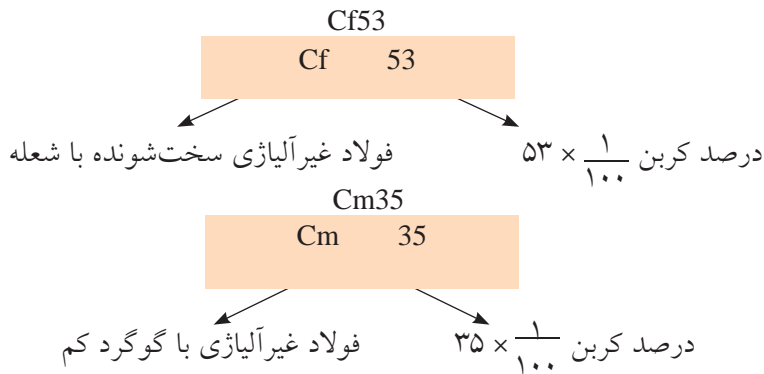 Cf53
Cf 53
فولاد غیرآلیاژی سخت‌شونده با شعله
درصد کربن ۱/۱۰۰ × ۵۳
Cm35
Cm 35
فولاد غیرآلیاژی با گوگرد کم
درصد کربن ۱/۱۰۰ × ۳۵